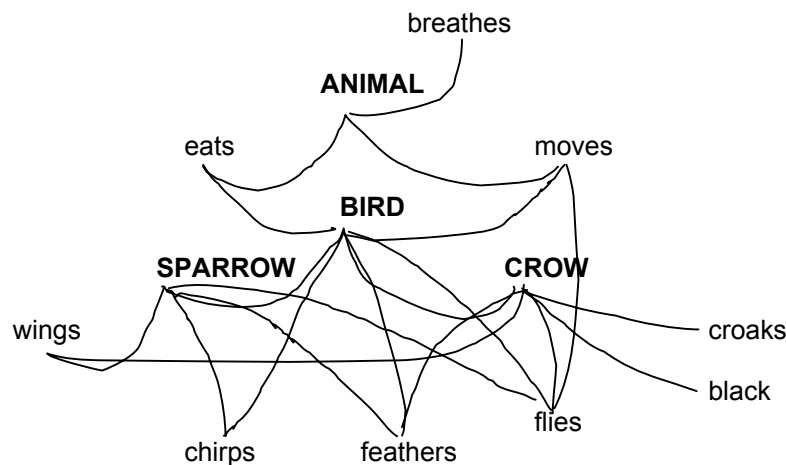 breathes
ANIMAL
eats
moves
BIRD
SPARROW
CROW
wings
croaks
black
flies
chirps
feathers